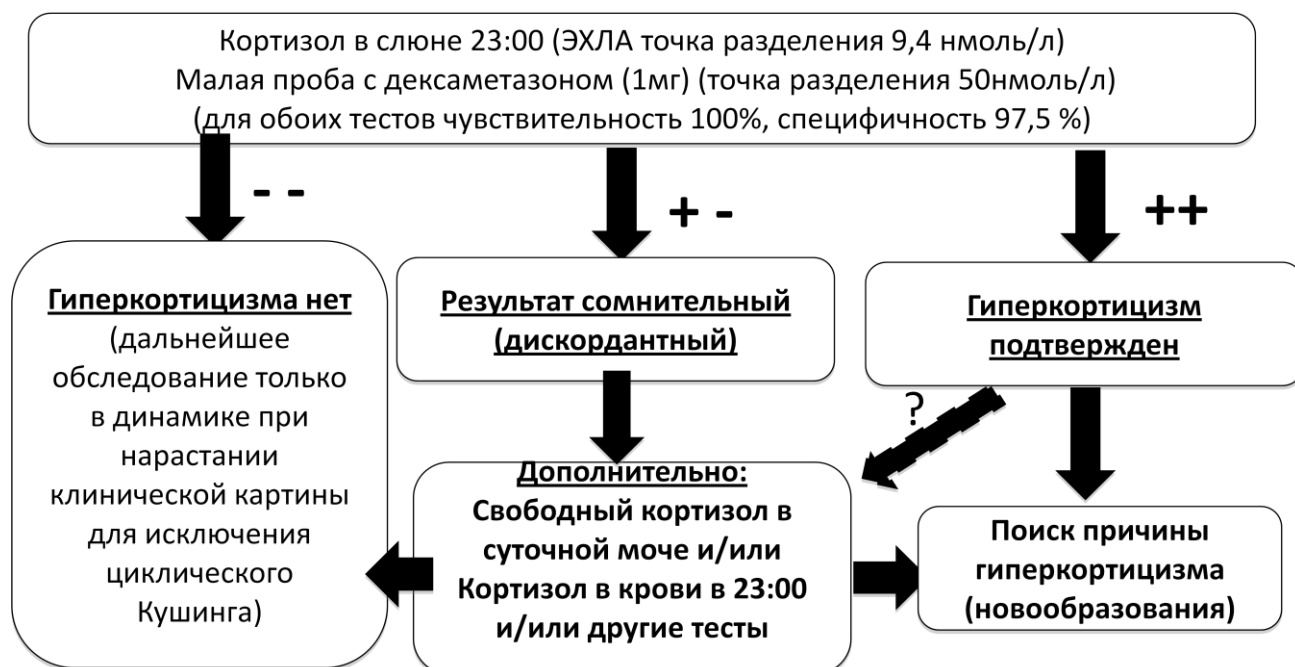 Кортизол в слюне 23:00 (ЭХЛА точка разделения 9,4 нмоль/л)
Малая проба с дексаметазоном (1мг) (точка разделения 50нмоль/л)
(для обоих тестов чувствительность 100%, специфичность 97,5 %)
- -
+ -
++
Гиперкортицизма нет
(дальнейшее
обследование только
в динамике при
нарастании
клинической картины
для исключения
циклического
Кушинга)
Результат сомнительный
(дискордантный)
Гиперкортицизм
подтвержден
?
Дополнительно:
Свободный кортизол в
суточной моче и/или
Кортизол в крови в 23:00
и/или другие тесты
Поиск причины
гиперкортицизма
(новообразования)